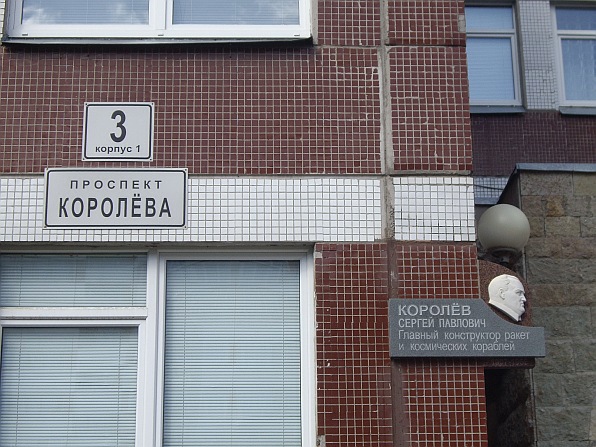 3
корпус 1
ПРОСПЕКТ
КОРОЛЁВА
КОРОЛЁВ
СЕРГЕЙ ПАВЛОВИЧ
Главный конструктор ракет
и космических кораблей